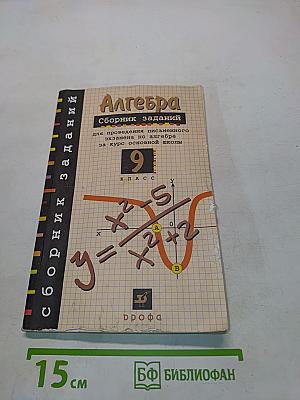 Алгебра
Сборник заданий
для проведения письменного
экзамена по алгебре
за курс основной школы
9
класс
сборник заданий
y = x² - 5 / x² + 2
y
x
0
A
B
дрофа
15 см
БФ БИБЛИОФАН